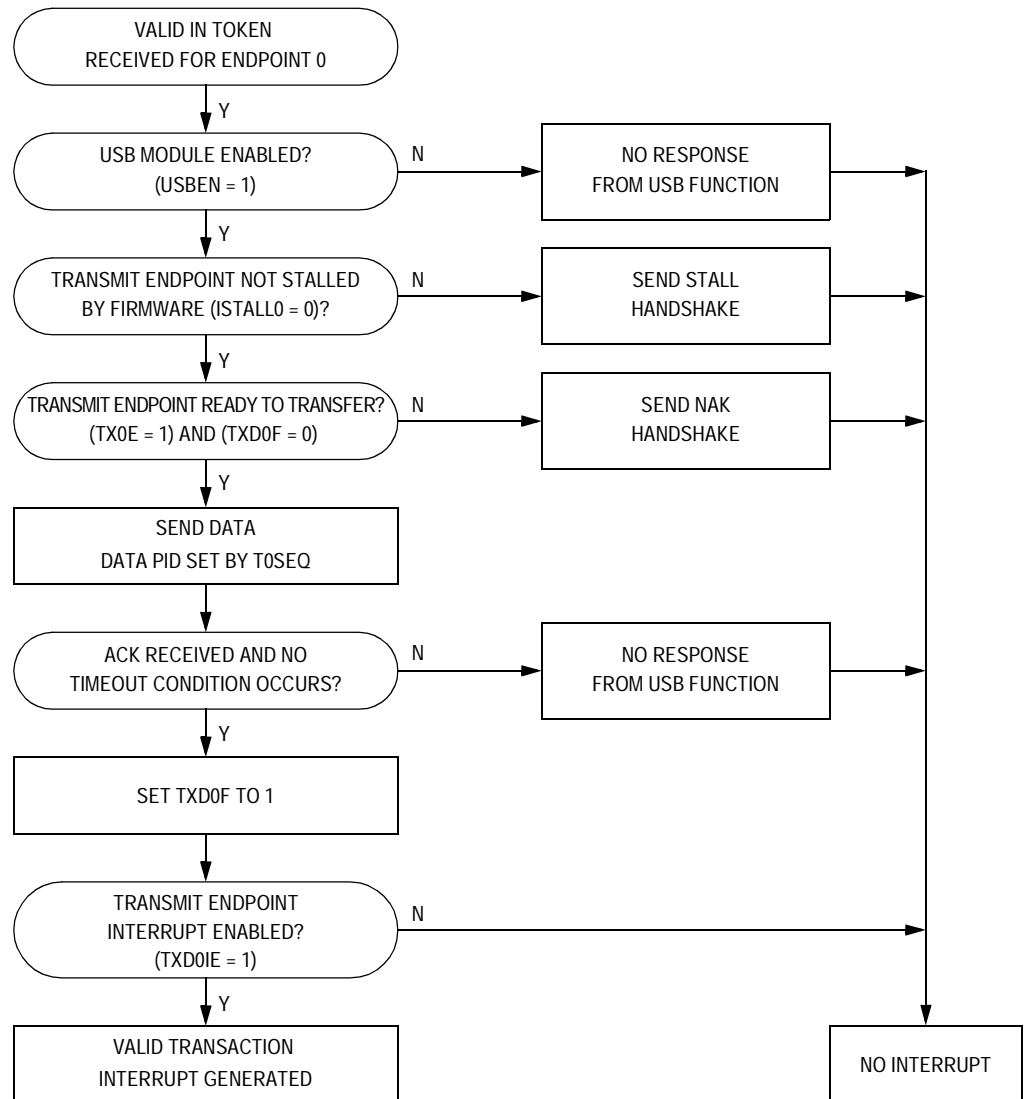 VALID IN TOKEN
RECEIVED FOR ENDPOINT 0
Y
USB MODULE ENABLED?
(USBEN = 1)
N
NO RESPONSE
FROM USB FUNCTION
Y
TRANSMIT ENDPOINT NOT STALLED
BY FIRMWARE (ISTALL0 = 0)?
N
SEND STALL
HANDSHAKE
Y
TRANSMIT ENDPOINT READY TO TRANSFER?
(TX0E = 1) AND (TXD0F = 0)
N
SEND NAK
HANDSHAKE
Y
SEND DATA
DATA PID SET BY T0SEQ
ACK RECEIVED AND NO
TIMEOUT CONDITION OCCURS?
N
NO RESPONSE
FROM USB FUNCTION
Y
SET TXD0F TO 1
TRANSMIT ENDPOINT
INTERRUPT ENABLED?
(TXD0IE = 1)
N
Y
VALID TRANSACTION
INTERRUPT GENERATED
NO INTERRUPT